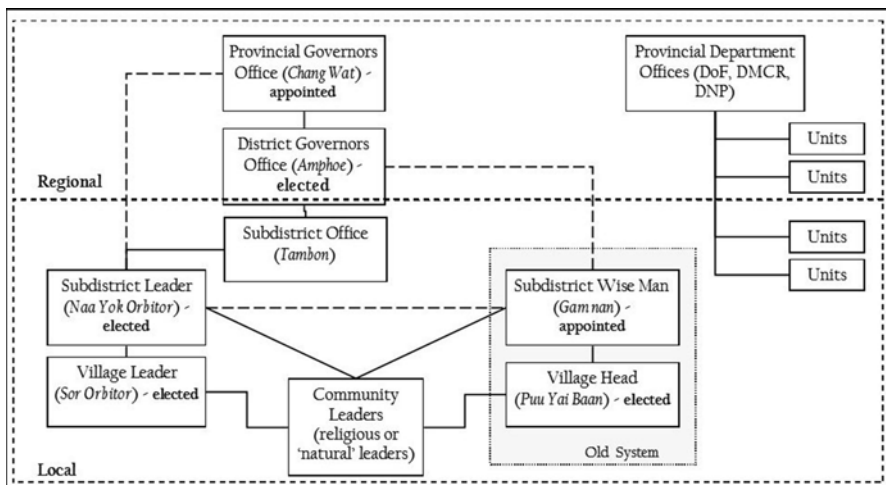 Provincial Governors
Office (Chang Wat) -
appointed
Provincial Department
Offices (DoF, DMCR,
DNP)
Units
Units
District Governors
Office (Amphoe) -
elected
Regional
Subdistrict Office
(Tambon)
Units
Units
Subdistrict Leader
(Naa Yok Orbitor) -
elected
Subdistrict Wise Man
(Gamnan) -
appointed
Village Leader
(Sor Orbitor) - elected
Community
Leaders
(religious or
'natural' leaders)
Village Head
(Puu Yai Baan) - elected
Old System
Local